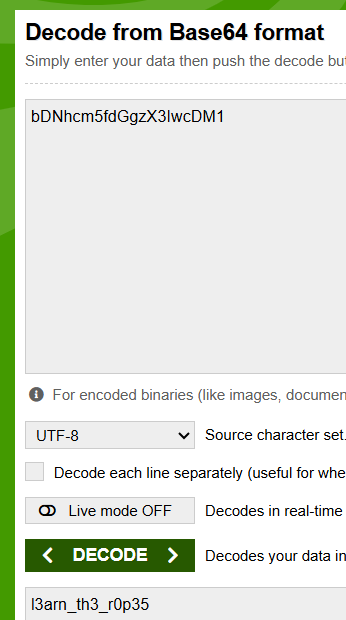 Decode from Base64 format
Simply enter your data then push the decode but
bDNhcm5fdGgzX3IwcDM1
For encoded binaries (like images, documen
UTF-8
Source character set.
Decode each line separately (useful for whe
Live mode OFF
Decodes in real-time
DECODE
Decodes your data in
l3arn_th3_r0p35